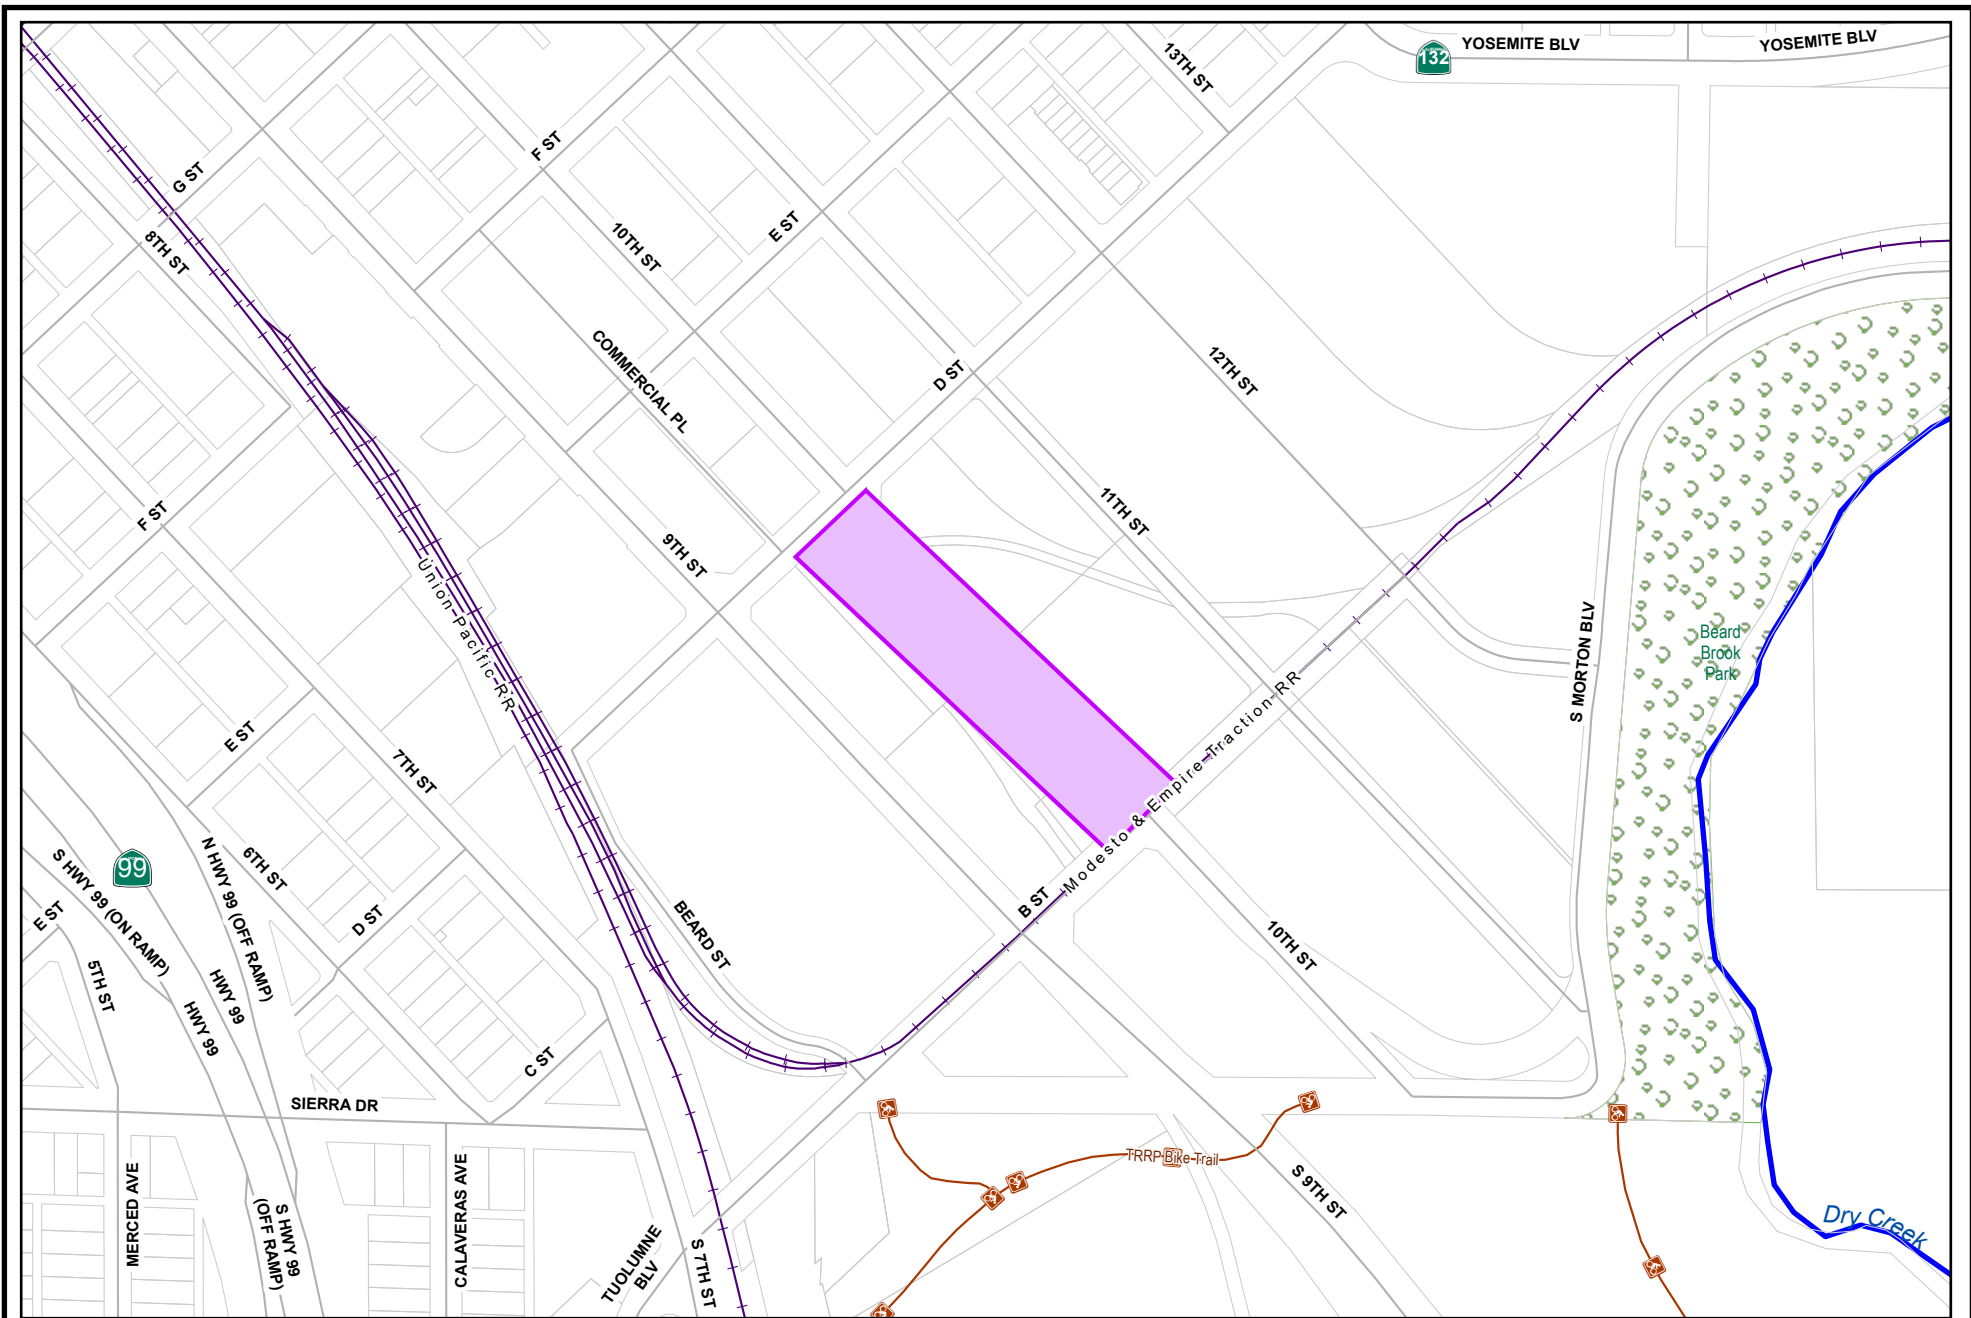 YOSEMITE BLV
YOSEMITE BLV
132
13TH ST
F ST
G ST
10TH ST
E ST
8TH ST
COMMERCIAL PL
D ST
12TH ST
11TH ST
9TH ST
F ST
Union Pacific RR
S MORTON BLV
Beard
Brook
Park
E ST
7TH ST
Modesto & Empire Traction RR
99
6TH ST
N HWY 99 (OFF RAMP)
S HWY 99 (ON RAMP)
E ST
D ST
BEARD ST
B ST
10TH ST
5TH ST
HWY 99
HWY 99
C ST
SIERRA DR
TRRP Bike Trail
S 9TH ST
MERCED AVE
S HWY 99
(OFF RAMP)
CALAVERAS AVE
TUOLUMNE
BLV
S 7TH ST
Dry Creek